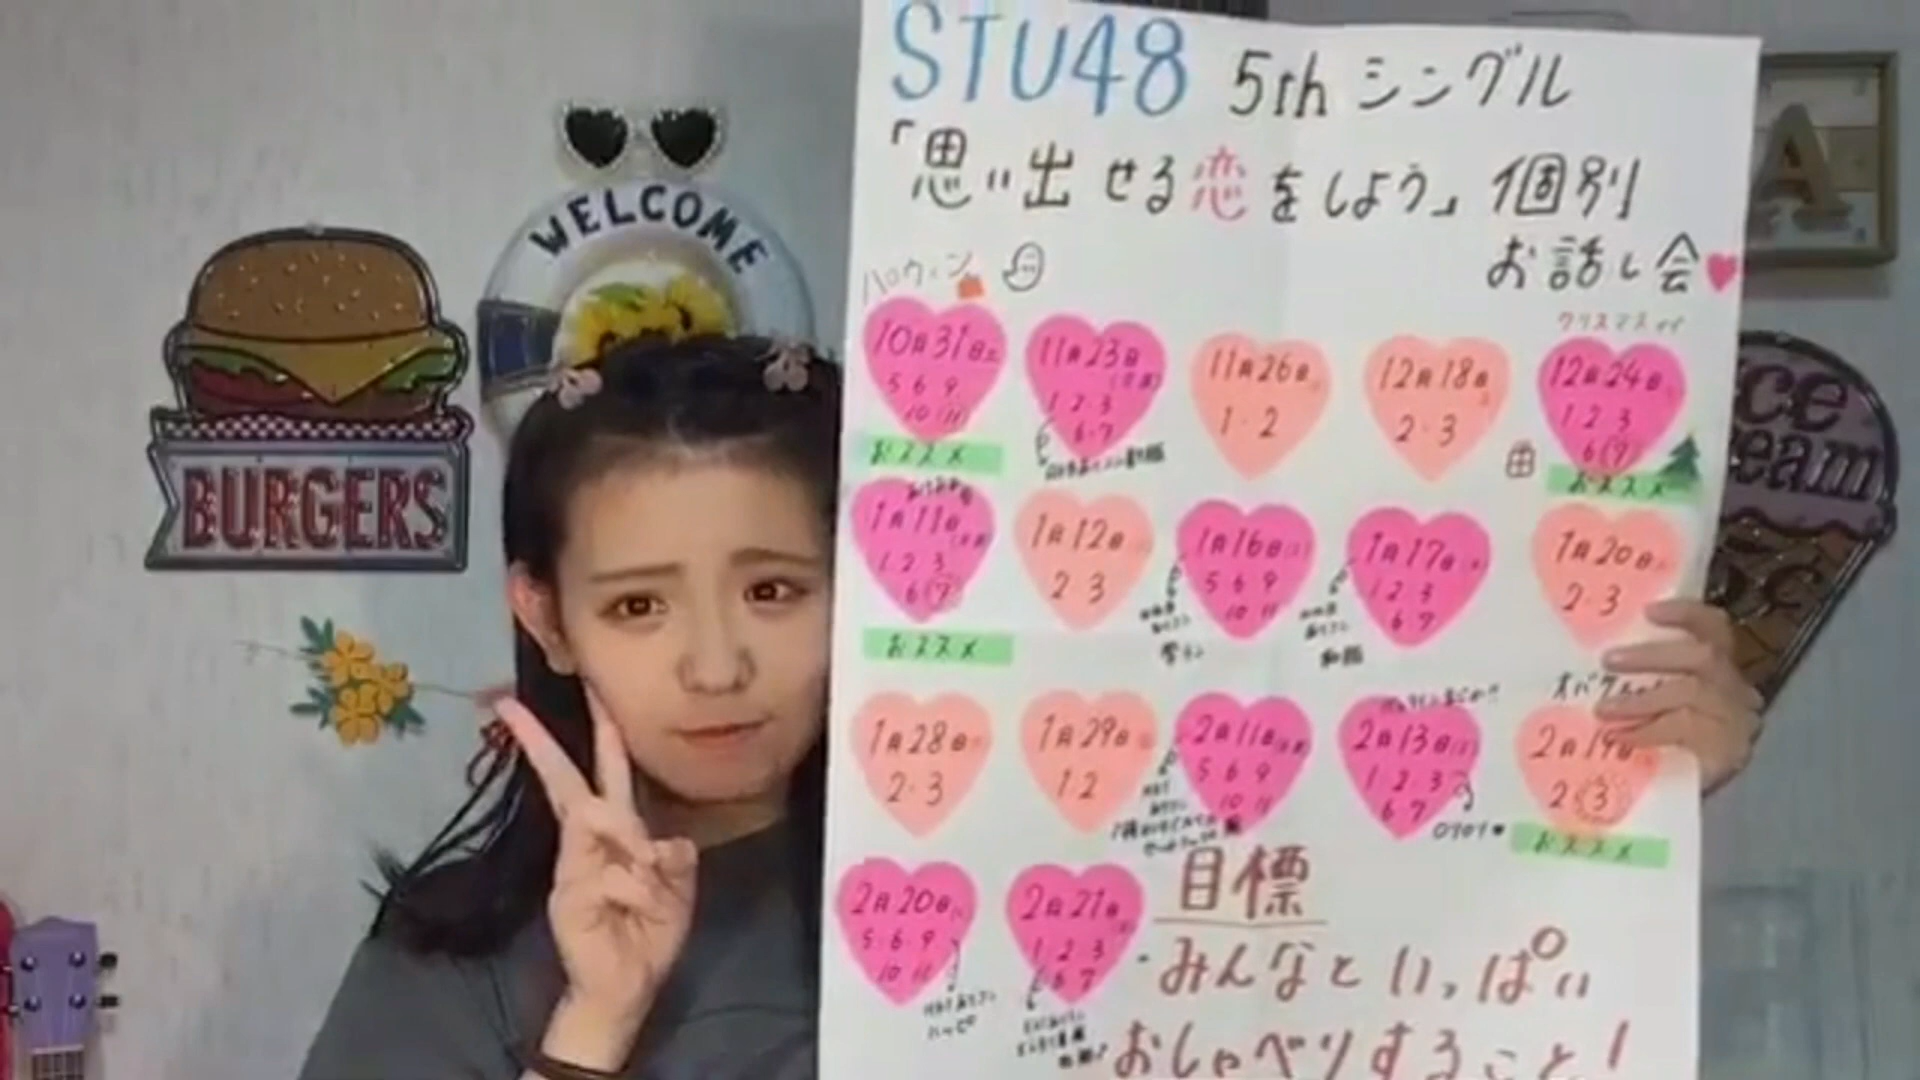 STU48 5thシングル
「思い出せる恋をしよう」個別
お話し会
ハロウィン
クリスマスイヴ
10月31日
5 6 9
10 11
11月23日
1 2 3
6・7
11月26日
1・2
12月18日
2・3
12月24日
1 2 3
6 7
おススメ
おススメ
1月11日
1 2 3
6 7
1月12日
2 3
1月16日
5 6 9
10 11
1月17日
1 2 3
6 7
1月20日
2・3
おススメ
1月28日
2・3
1月29日
1 2
2月11日
5 6 9
10 11
2月13日
1 2 3
6 7
2月19日
2 3
おススメ
2月20日
5 6 9
10 11
2月21日
1 2 3
6 7
目標
・みんなといっぱい
おしゃべりすること!
WELCOME
BURGERS
A